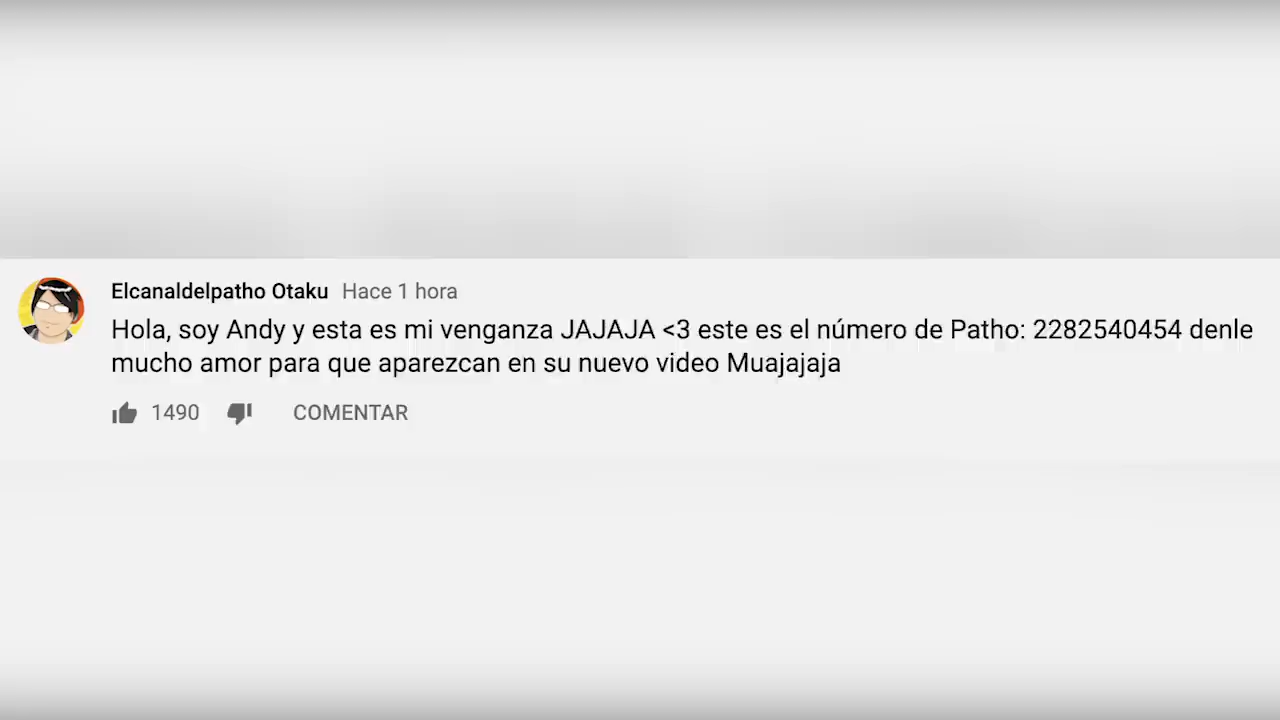 Elcanaldelpatho Otaku Hace 1 hora
Hola, soy Andy y esta es mi venganza JAJAJA <3 este es el número de Patho: 2282540454 denle
mucho amor para que aparezcan en su nuevo video Muajajaja
1490 COMENTAR